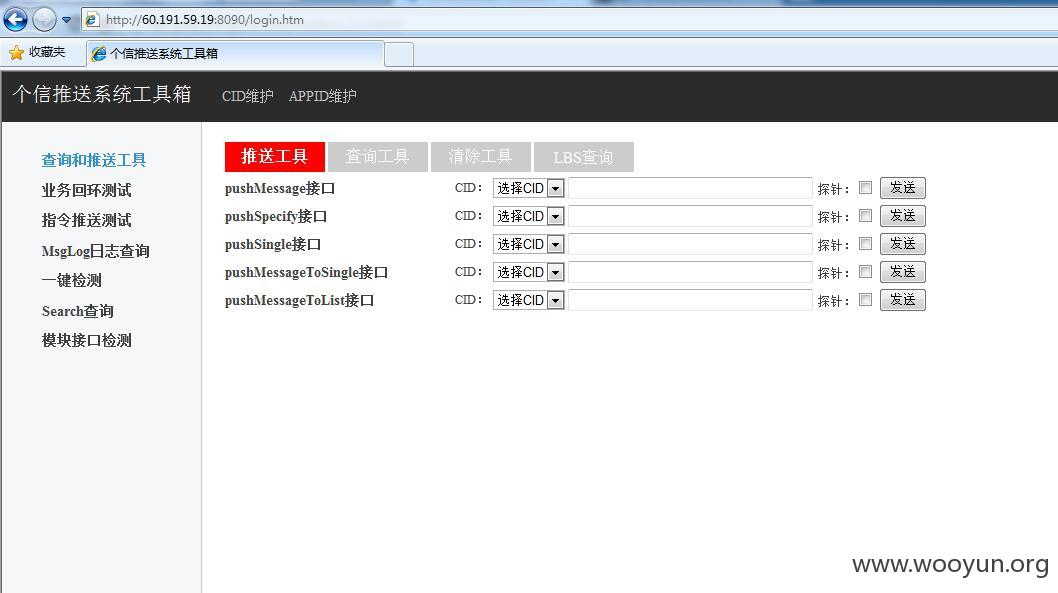 http://60.191.59.19:8090/login.htm
收藏夹 个信推送系统工具箱
个信推送系统工具箱 CID维护 APPID维护
查询和推送工具
业务回环测试
指令推送测试
MsgLog日志查询
一键检测
Search查询
模块接口检测
推送工具 查询工具 清除工具 LBS查询
pushMessage接口 CID： 选择CID 探针： 发送
pushSpecify接口 CID： 选择CID 探针： 发送
pushSingle接口 CID： 选择CID 探针： 发送
pushMessageToSingle接口 CID： 选择CID 探针： 发送
pushMessageToList接口 CID： 选择CID 探针： 发送
www.wooyun.org